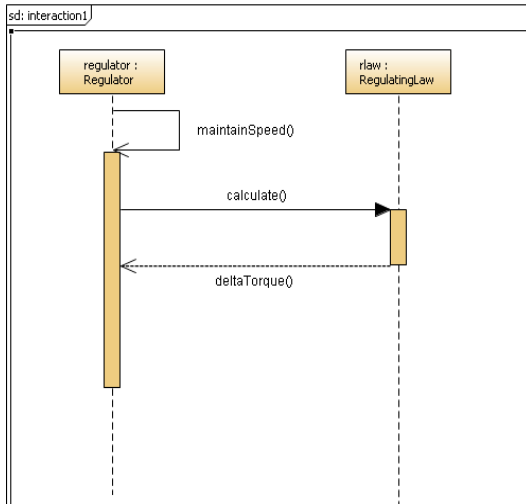 sd: interaction1
regulator :
Regulator
rlaw :
RegulatingLaw
maintainSpeed()
calculate()
deltaTorque()